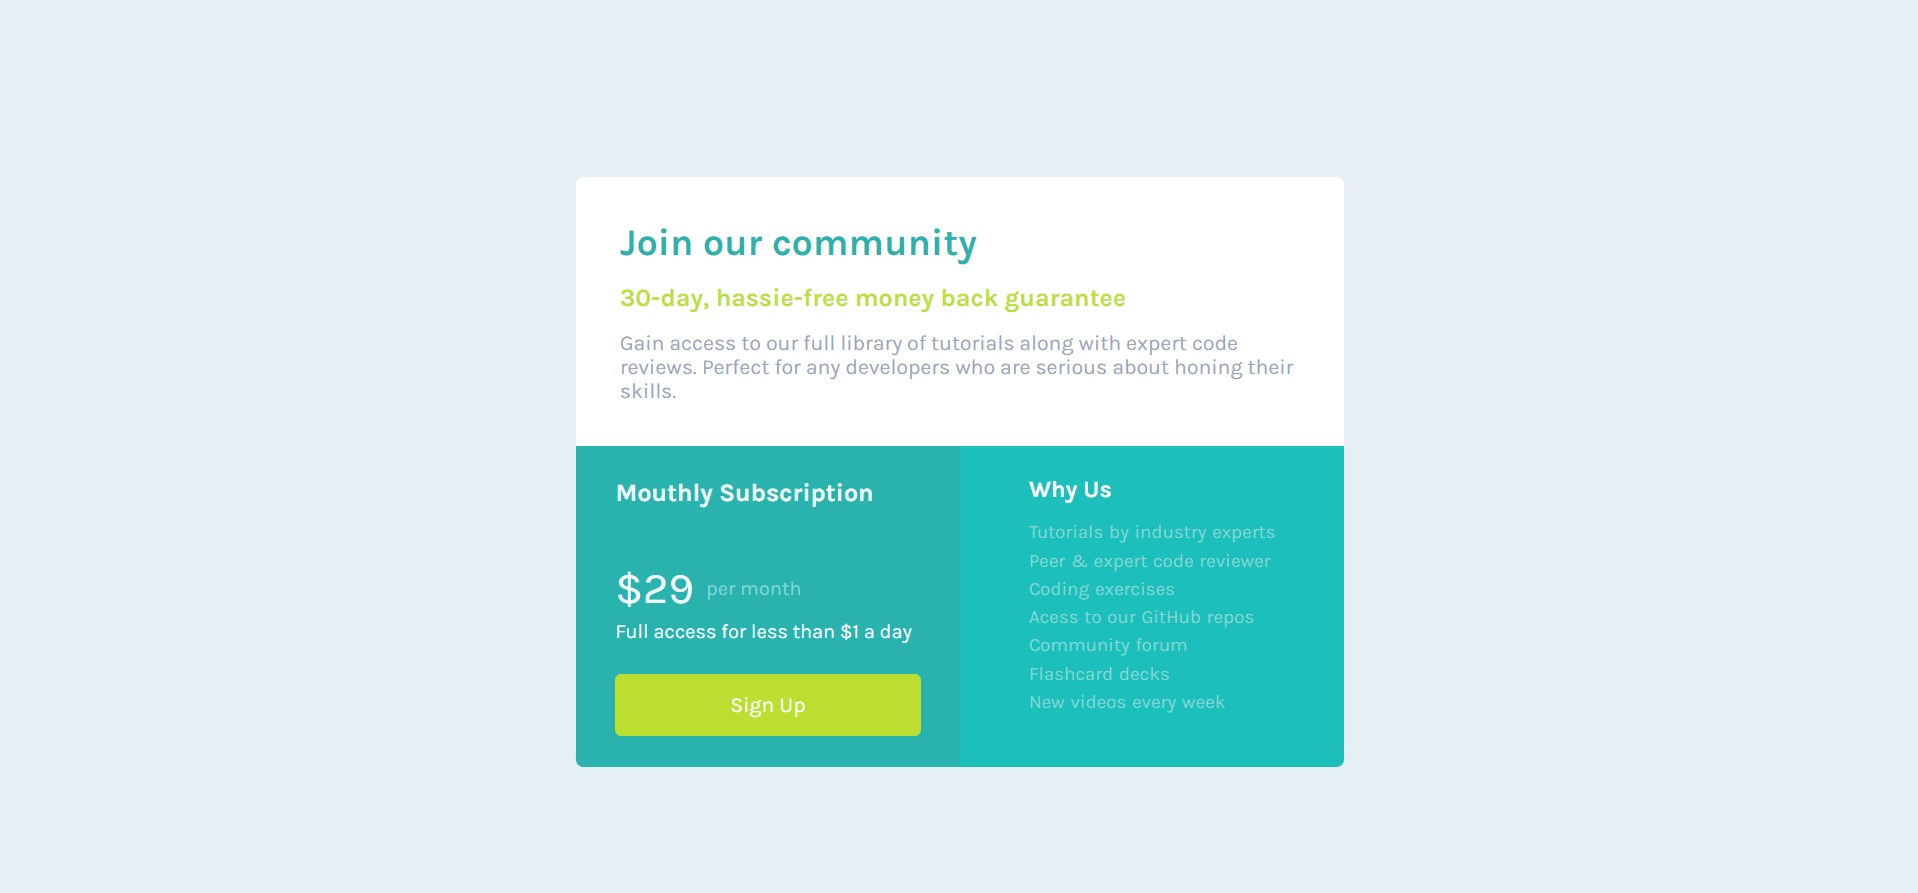 Join our community
30-day, hassie-free money back guarantee
Gain access to our full library of tutorials along with expert code
reviews. Perfect for any developers who are serious about honing their
skills.
Mouthly Subscription
$29 per month
Full access for less than $1 a day
Sign Up
Why Us
Tutorials by industry experts
Peer & expert code reviewer
Coding exercises
Acess to our GitHub repos
Community forum
Flashcard decks
New videos every week